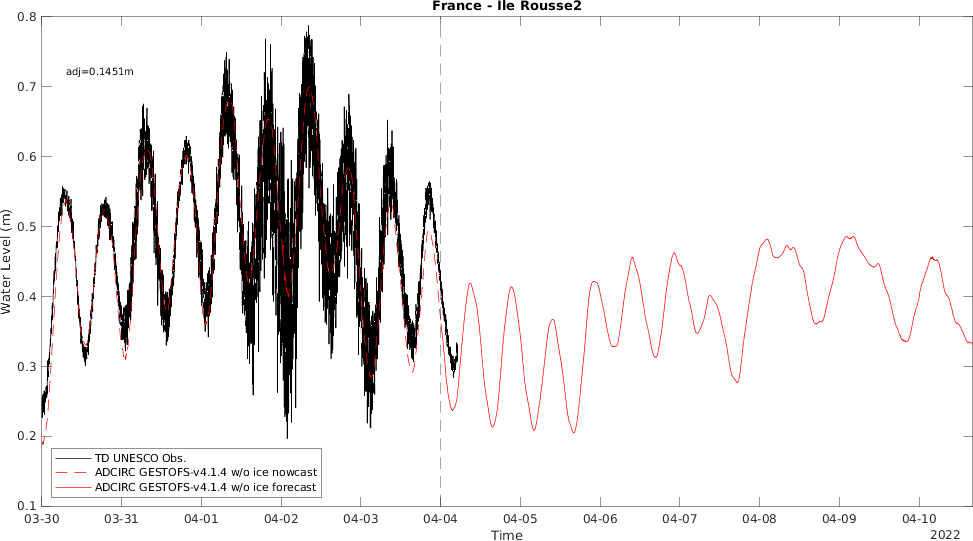 France - Ile Rousse2
adj=0.1451m
Water Level (m)
0.8
0.7
0.6
0.5
0.4
0.3
0.2
0.1
TD UNESCO Obs.
ADCIRC GESTOFS-v4.1.4 w/o ice nowcast
ADCIRC GESTOFS-v4.1.4 w/o ice forecast
03-30 03-31 04-01 04-02 04-03 04-04 04-05 04-06 04-07 04-08 04-09 04-10
Time
2022